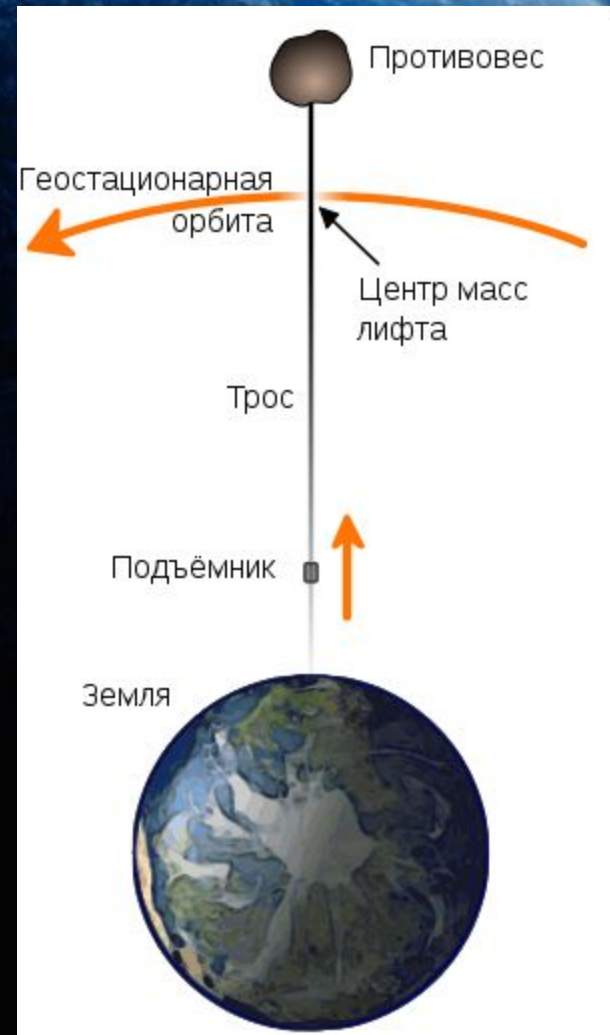 Противовес
Геостационарная
орбита
Центр масс
лифта
Трос
Подъёмник
Земля